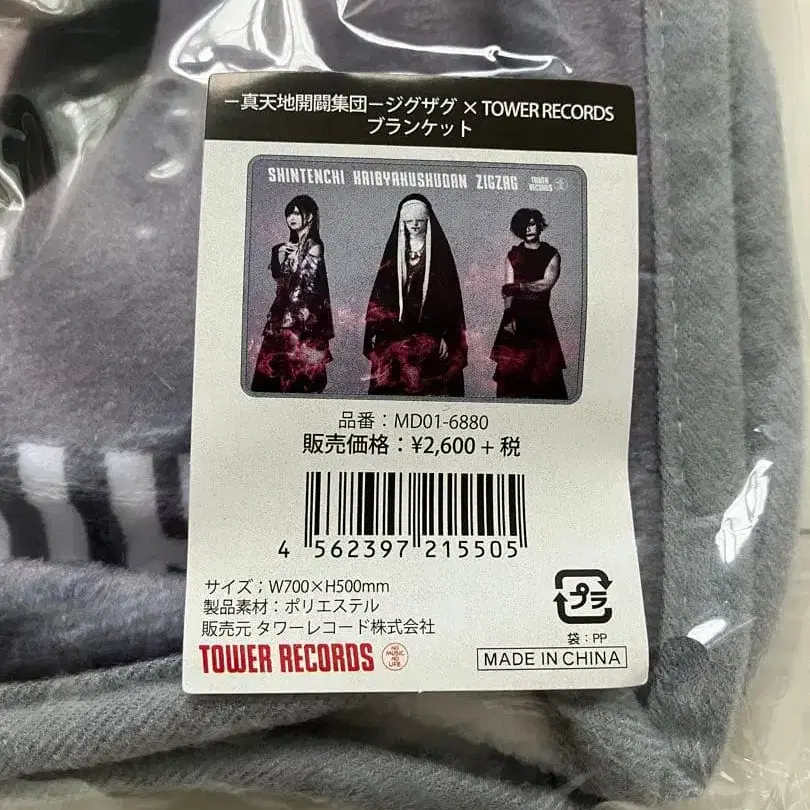 －真天地開闢集団－ジグザグ × TOWER RECORDS
ブランケット
SHINTENCHI KAIBYAKUSHUDAN ZIGZAG
TOWER
RECORDS
品番：MD01-6880
販売価格：¥2,600 + 税
4 562397 215505
サイズ；W700×H500mm
製品素材：ポリエステル
販売元 タワーレコード株式会社
TOWER RECORDS
NO
MUSIC,
NO
LIFE.
プラ
袋：PP
MADE IN CHINA